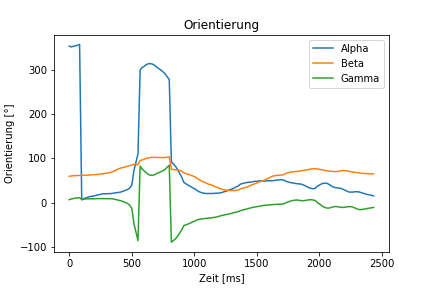 Orientierung
Alpha
Beta
Gamma
Orientierung [°]
300
200
100
0
−100
0
500
1000
1500
2000
2500
Zeit [ms]